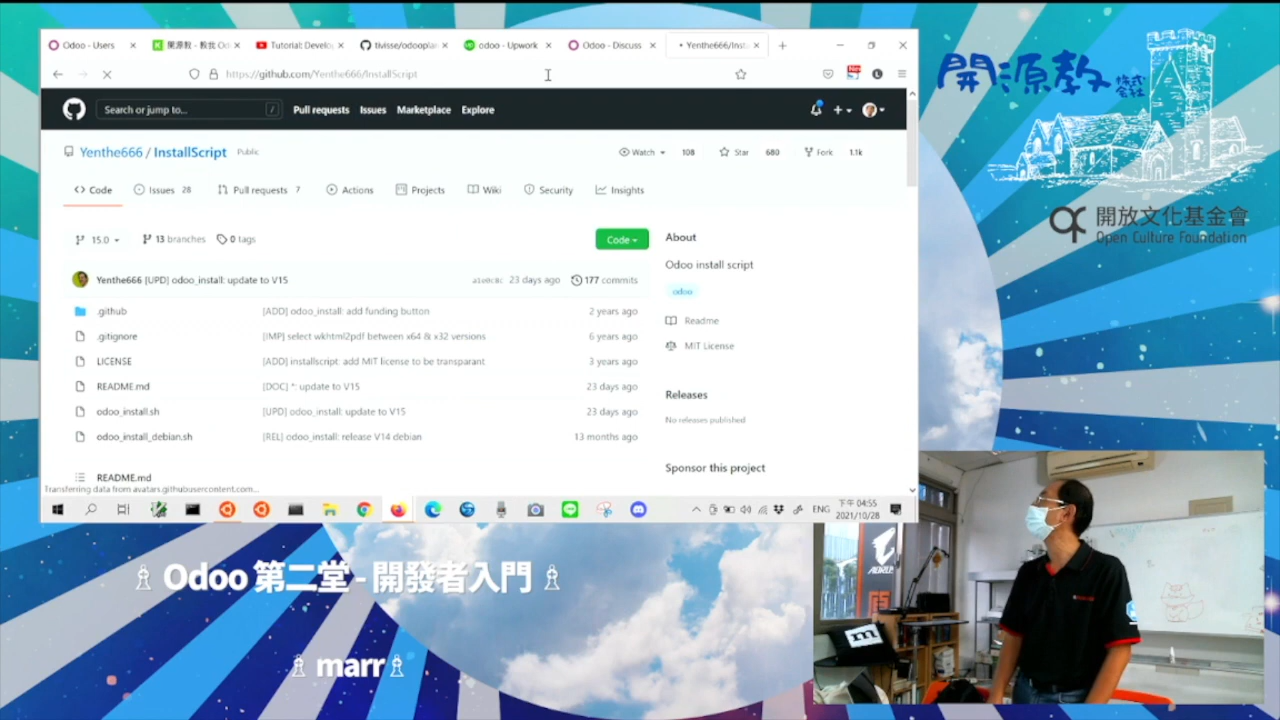 Odoo - Users
Tutorial: Develo
tivisse/odooplan
odoo - Upwork
Odoo - Discuss
Yenthe666/Insta
https://github.com/Yenthe666/InstallScript
Search or jump to...
/
Pull requests
Issues
Marketplace
Explore
Yenthe666 / InstallScript
Public
Watch
108
Star
680
Fork
1.1k
Code
Issues 28
Pull requests 7
Actions
Projects
Wiki
Security
Insights
15.0
13 branches
0 tags
Code
Yenthe666 [UPD] odoo_install: update to V15
23 days ago
177 commits
.github
[ADD] odoo_install: add funding button
2 years ago
.gitignore
[IMP] select wkhtml2pdf between x64 & x32 versions
6 years ago
LICENSE
[ADD] installscript: add MIT license to be transparant
3 years ago
README.md
[DOC] *: update to V15
23 days ago
odoo_install.sh
[UPD] odoo_install: update to V15
23 days ago
odoo_install_debian.sh
[REL] odoo_install: release V14 debian
13 months ago
README.md
About
Odoo install script
odoo
Readme
MIT License
Releases
No releases published
Sponsor this project
Transferring data from avatars.githubusercontent.com...
ENG
下午 04:55
2021/10/28
開源教 株式会社
開放文化基金會
Open Culture Foundation
Odoo 第二堂 - 開發者入門
marr
AORUS
m